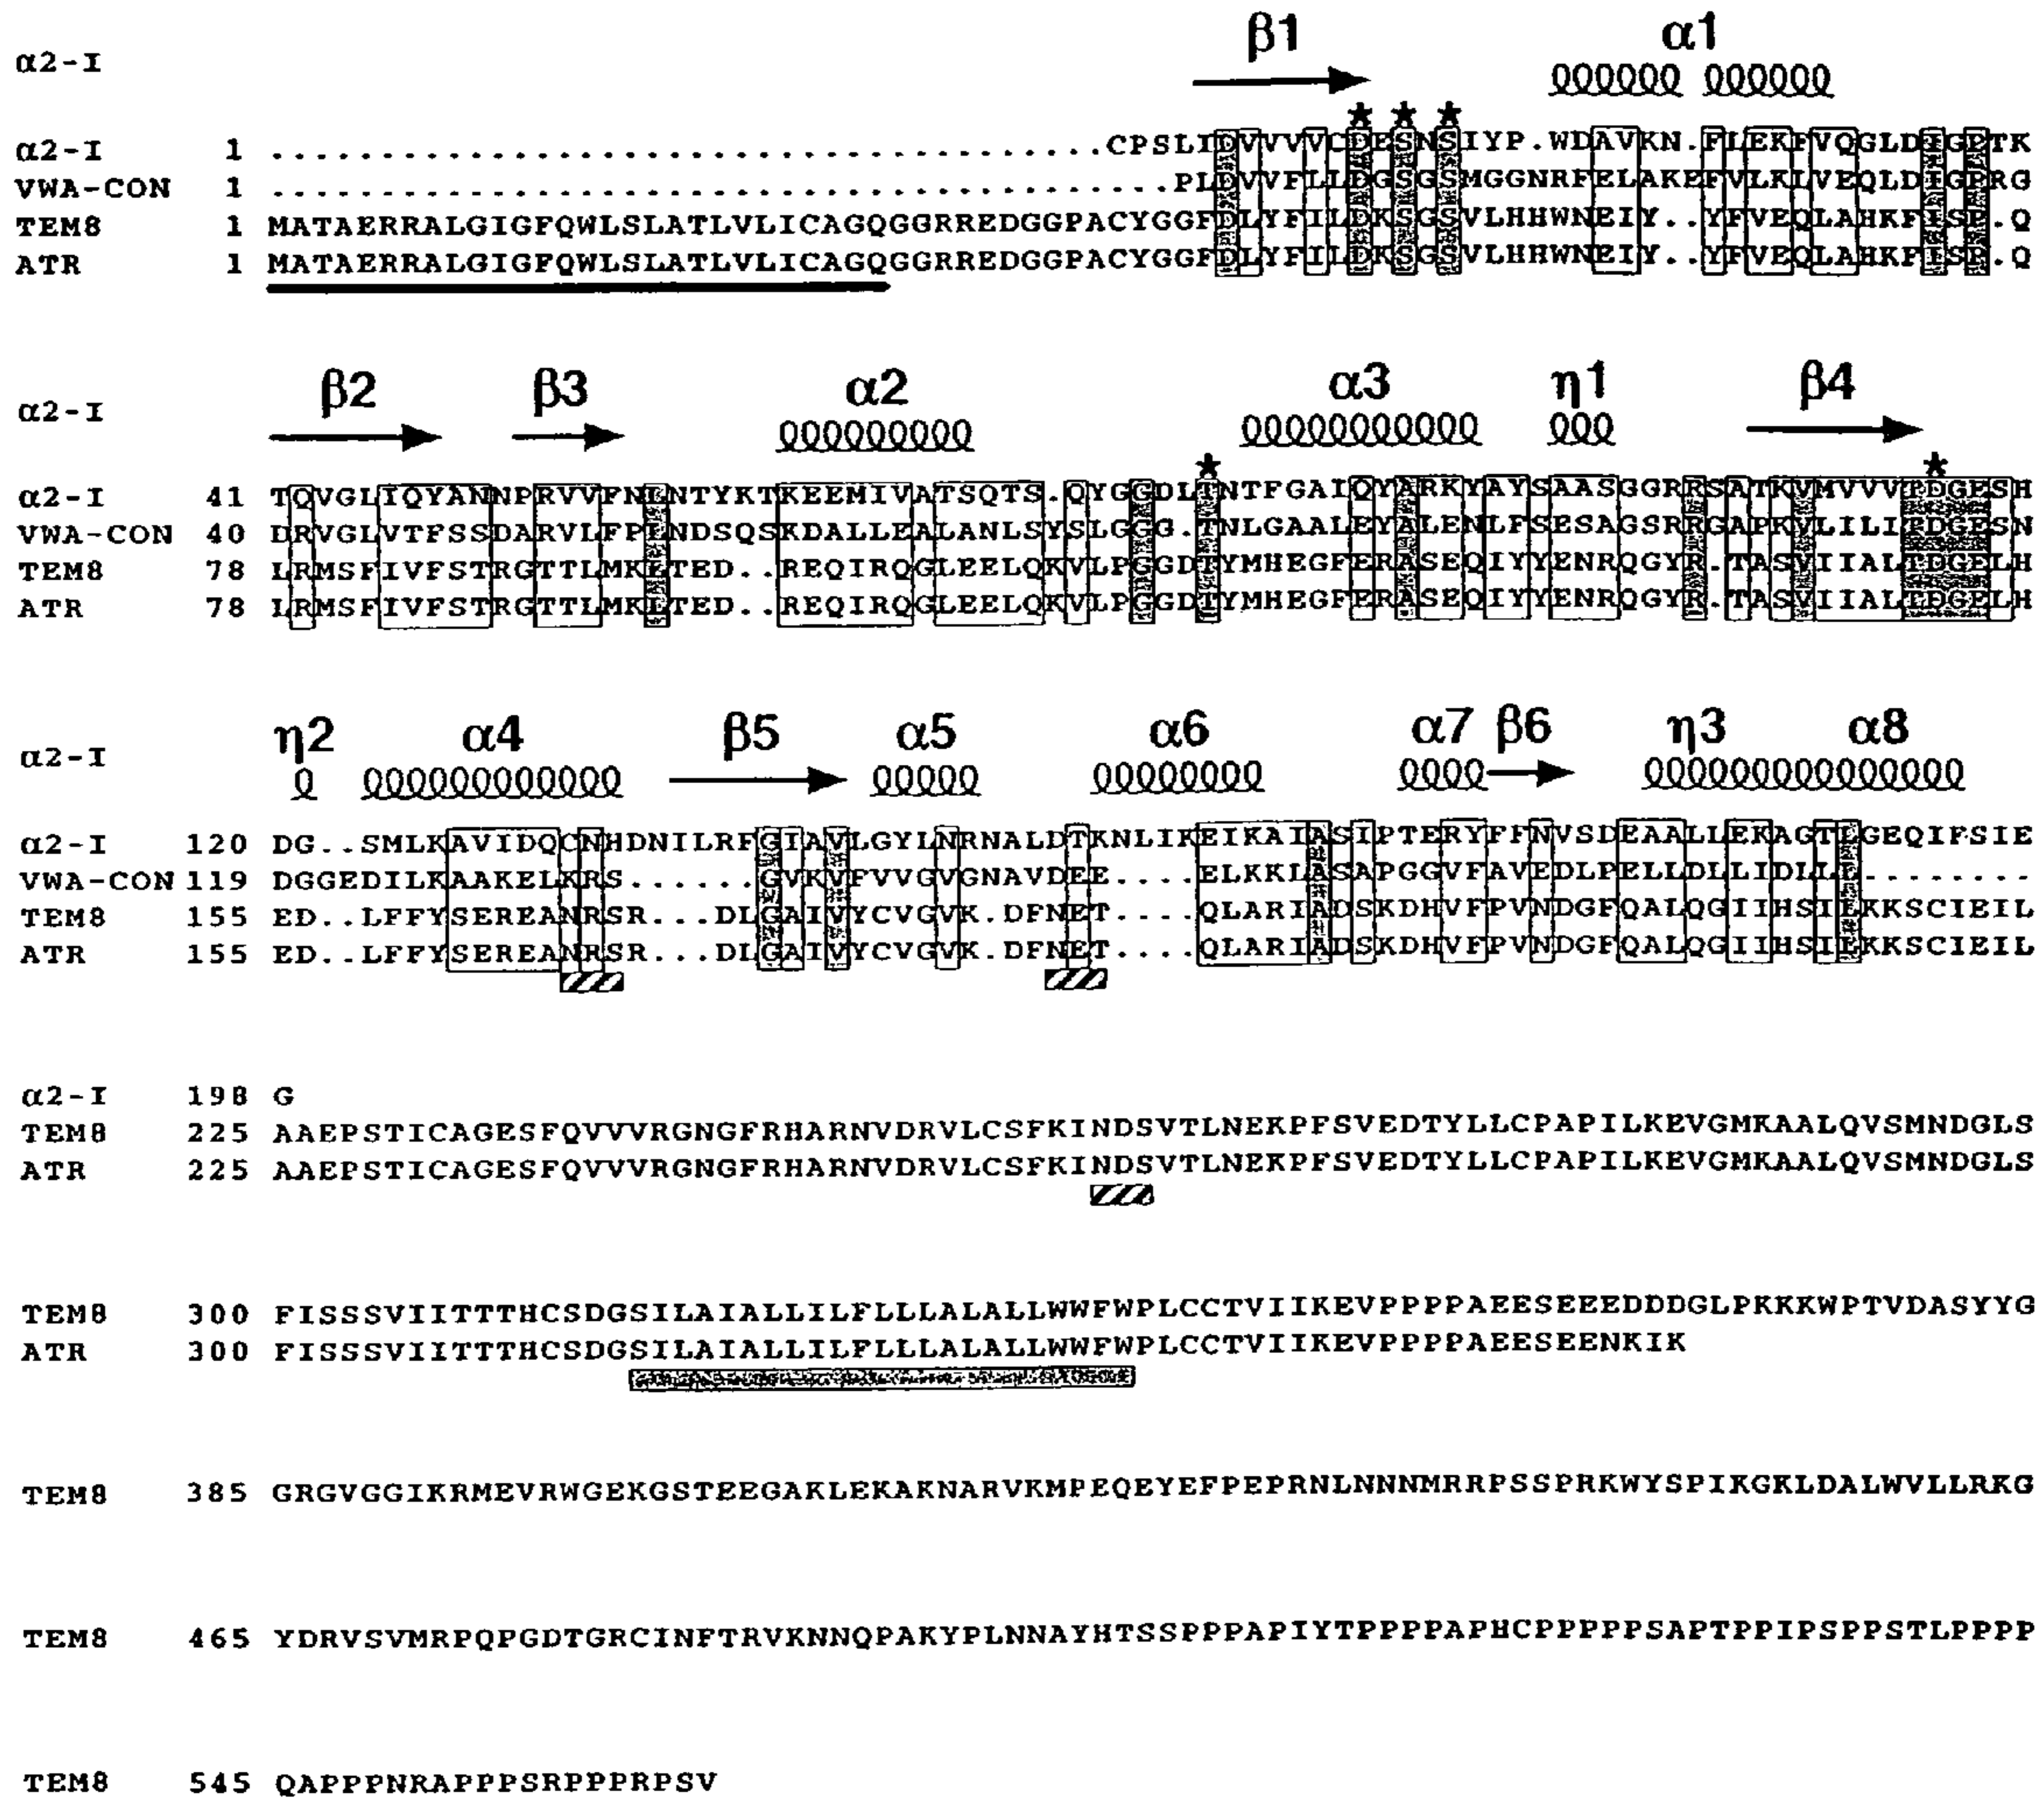 β1 α1
α2-I
α2-I 1 ......................................CPSLIDVVVVCDESNSIYP.WDAVKN.FLEKFVQGLDIGPTK
VWA-CON 1 .........................................PLDVVFLLDGSGSMGGNRFELAKEFVLKLVEQLDIGPRG
TEM8 1 MATAERRALGIGFQWLSLATLVLICAGQGGRREDGGPACYGGFDLYFILDKSGSVLHHWNEIY..YFVEQLAHKFISP.Q
ATR 1 MATAERRALGIGFQWLSLATLVLICAGQGGRREDGGPACYGGFDLYFILDKSGSVLHHWNEIY..YFVEQLAHKFISP.Q
β2 β3 α2 α3 η1 β4
α2-I
α2-I 41 TQVGLIQYANNPRVVFNLNTYKTKEEMIVATSQTS.QYGGDLTNTFGAIQYARKYAYSAASGGRRSATKVMVVVTDGESH
VWA-CON 40 DRVGLVTFSSDARVLFPLNDSQSKDALLEALANLSYSLGGG.TNLGAALEYALENLFSESAGSRRGAPKVLILITDGESN
TEM8 78 LRMSFIVFSTRGTTLMKLTED..REQIRQGLEELQKVLPGGDTYMHEGFERASEQIYYENRQGYR.TASVIIALTDGELH
ATR 78 LRMSFIVFSTRGTTLMKLTED..REQIRQGLEELQKVLPGGDTYMHEGFERASEQIYYENRQGYR.TASVIIALTDGELH
η2 α4 β5 α5 α6 α7 β6 η3 α8
α2-I
α2-I 120 DG..SMLKAVIDQCNHDNILRFGIAVLGYLNRNALDTKNLIKEIKAIASIPTERYFFNVSDEAALLEKAGTLGEQIFSIE
VWA-CON 119 DGGEDILKAAKELKRS......GVKVFVVGVGNAVDEE....ELKKLASAPGGVFAVEDLPELLDLLIDLLL........
TEM8 155 ED..LFFYSEREANRSR...DLGAIVYCVGVK.DFNET....QLARIADSKDHVFPVNDGFQALQGIIHSILKKSCIEIL
ATR 155 ED..LFFYSEREANRSR...DLGAIVYCVGVK.DFNET....QLARIADSKDHVFPVNDGFQALQGIIHSILKKSCIEIL
α2-I 198 G
TEM8 225 AAEPSTICAGESFQVVVRGNGFRHARNVDRVLCSFKINDSVTLNEKPFSVEDTYLLCPAPILKEVGMKAALQVSMNDGLS
ATR 225 AAEPSTICAGESFQVVVRGNGFRHARNVDRVLCSFKINDSVTLNEKPFSVEDTYLLCPAPILKEVGMKAALQVSMNDGLS
TEM8 300 FISSSVIITTTHCSDGSILAIALLILFLLLALALLWWFWPLCCTVIIKEVPPPPAEESEEEDDDGLPKKKWPTVDASYYG
ATR 300 FISSSVIITTTHCSDGSILAIALLILFLLLALALLWWFWPLCCTVIIKEVPPPPAEESEENKIK
TEM8 385 GRGVGGIKRMEVRWGEKGSTEEGAKLEKAKNARVKMPEQEYEFPEPRNLNNNMRRPSSPRKWYSPIKGKLDALWVLLRKG
TEM8 465 YDRVSVMRPQPGDTGRCINFTRVKNNQPAKYPLNNAYHTSSPPPAPIYTPPPPAPHCPPPPPSAPTPPIPSPPSTLPPPP
TEM8 545 QAPPPNRAPPPSRPPPRPSV